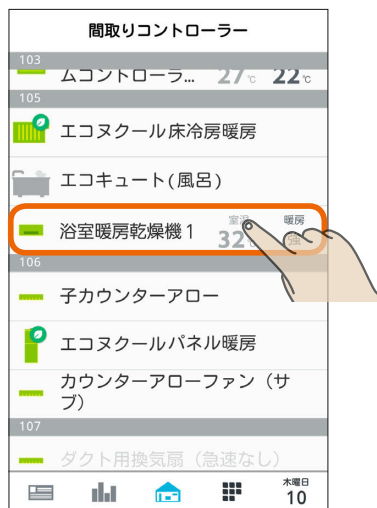 間取りコントローラー
103
ムコントローラ... 27℃ 22℃
105
エコヌクール床冷房暖房
エコキュート(風呂)
浴室暖房乾燥機1 室温 32℃ 暖房 強
106
子カウンターアロー
エコヌクールパネル暖房
カウンターアローファン（サ
ブ）
107
ダクト用換気扇（急速なし）
木曜日
10